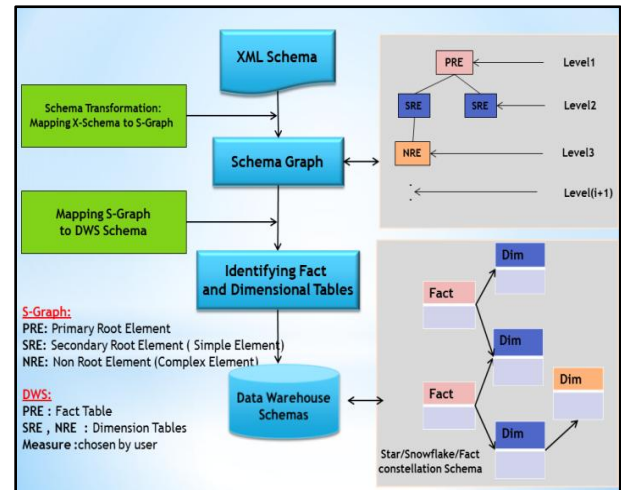 XML Schema
Schema Transformation:
Mapping X-Schema to S-Graph
Schema Graph
Mapping S-Graph
to DWS Schema
Identifying Fact
and Dimensional Tables
Data Warehouse
Schemas
S-Graph:
PRE: Primary Root Element
SRE: Secondary Root Element ( Simple Element)
NRE: Non Root Element (Complex Element)
DWS:
PRE : Fact Table
SRE , NRE : Dimension Tables
Measure :chosen by user
PRE
Level1
SRE
SRE
Level2
NRE
Level3
Level(i+1)
Dim
Fact
Dim
Fact
Dim
Dim
Star/Snowflake/Fact
constellation Schema